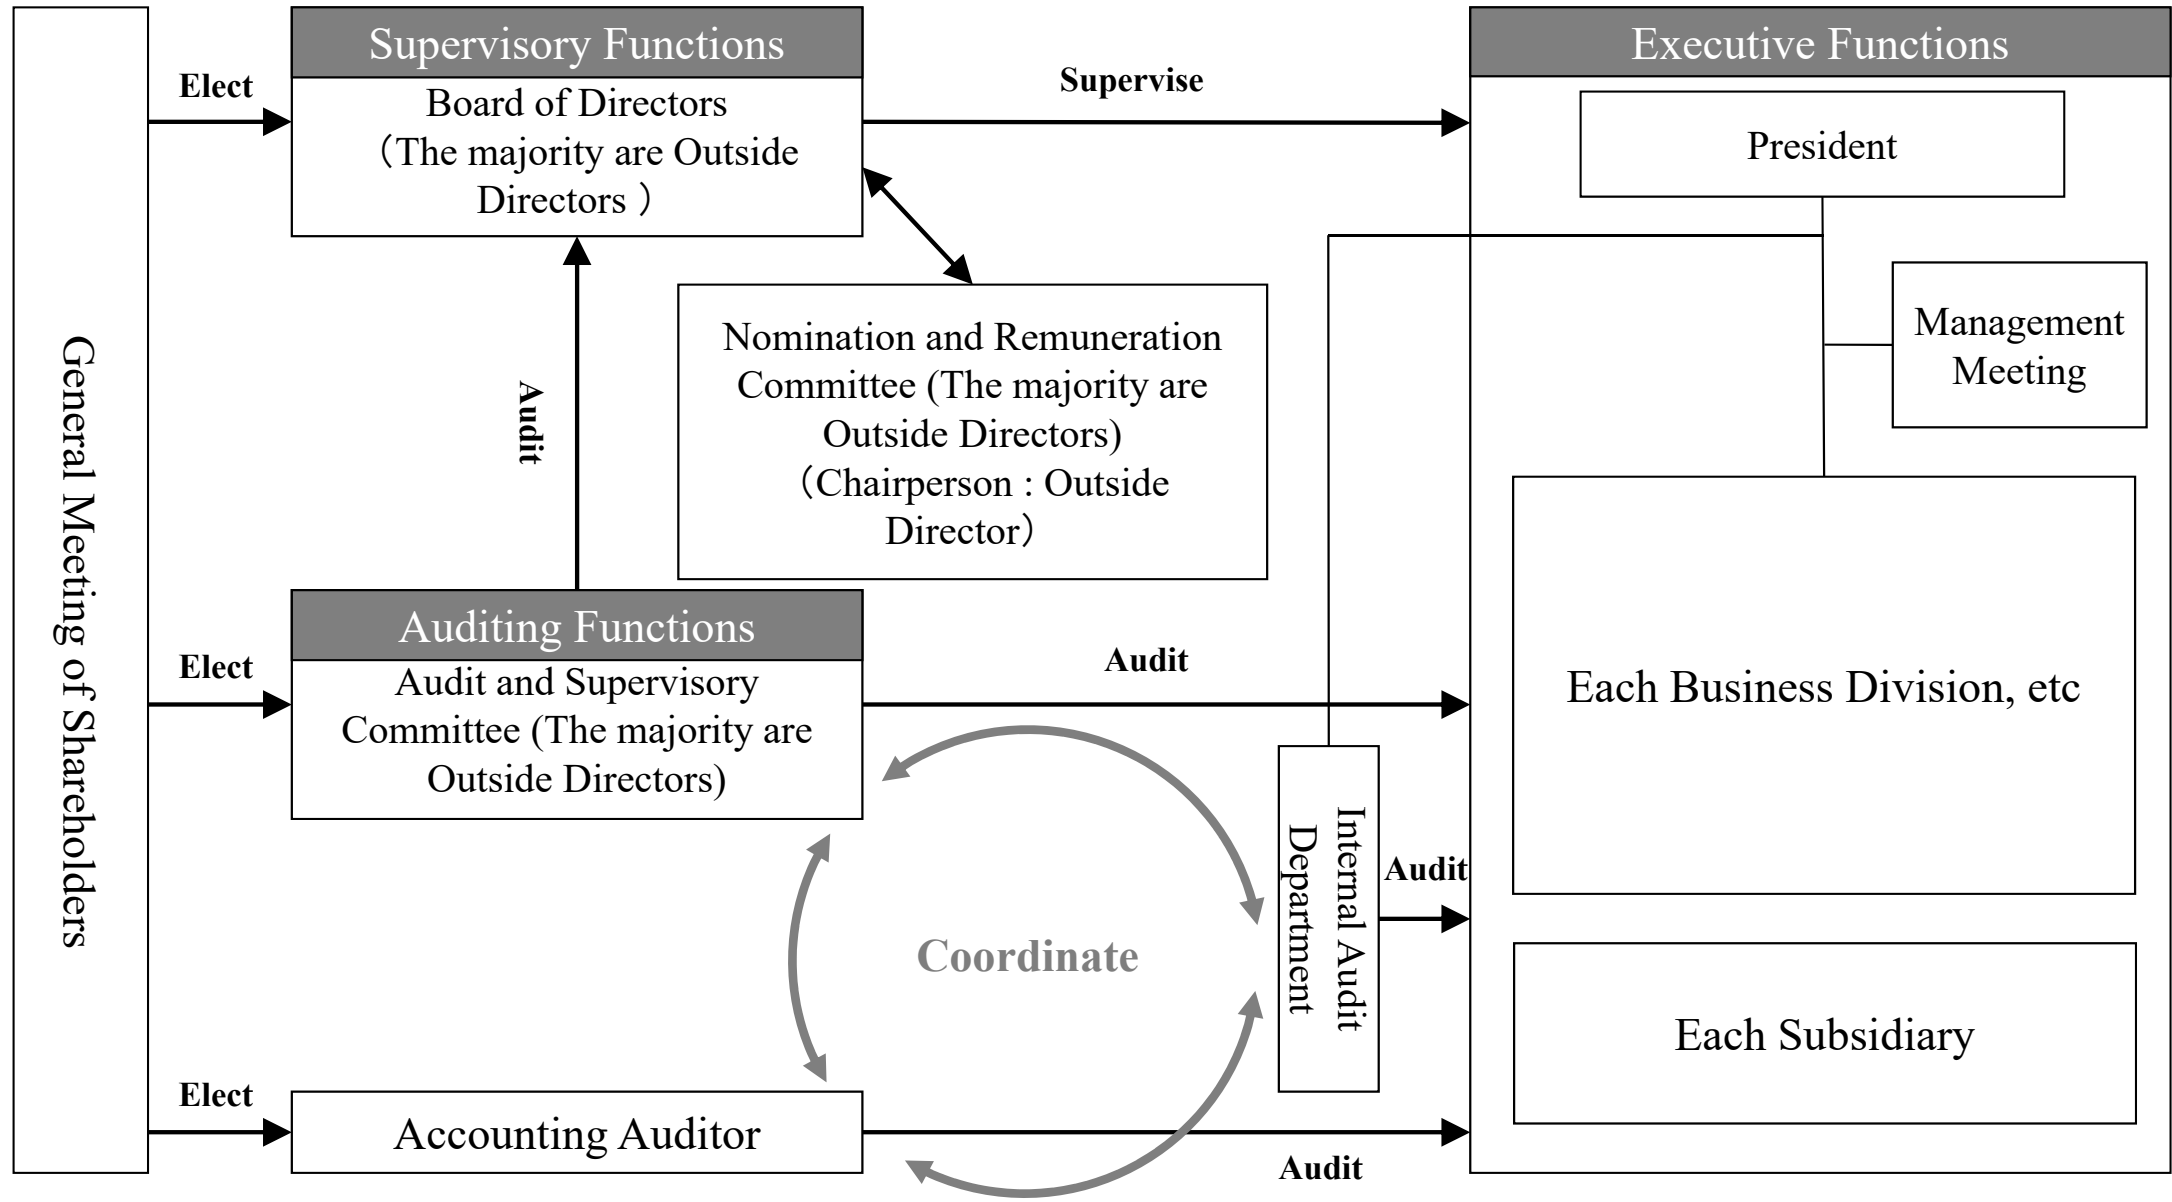 General Meeting of Shareholders
Elect
Supervisory Functions
Board of Directors
（The majority are Outside
Directors ）
Supervise
Executive Functions
President
Management
Meeting
Nomination and Remuneration
Committee (The majority are
Outside Directors)
（Chairperson : Outside
Director）
Audit
Elect
Auditing Functions
Audit and Supervisory
Committee (The majority are
Outside Directors)
Audit
Each Business Division, etc
Internal Audit
Department
Audit
Coordinate
Each Subsidiary
Elect
Accounting Auditor
Audit